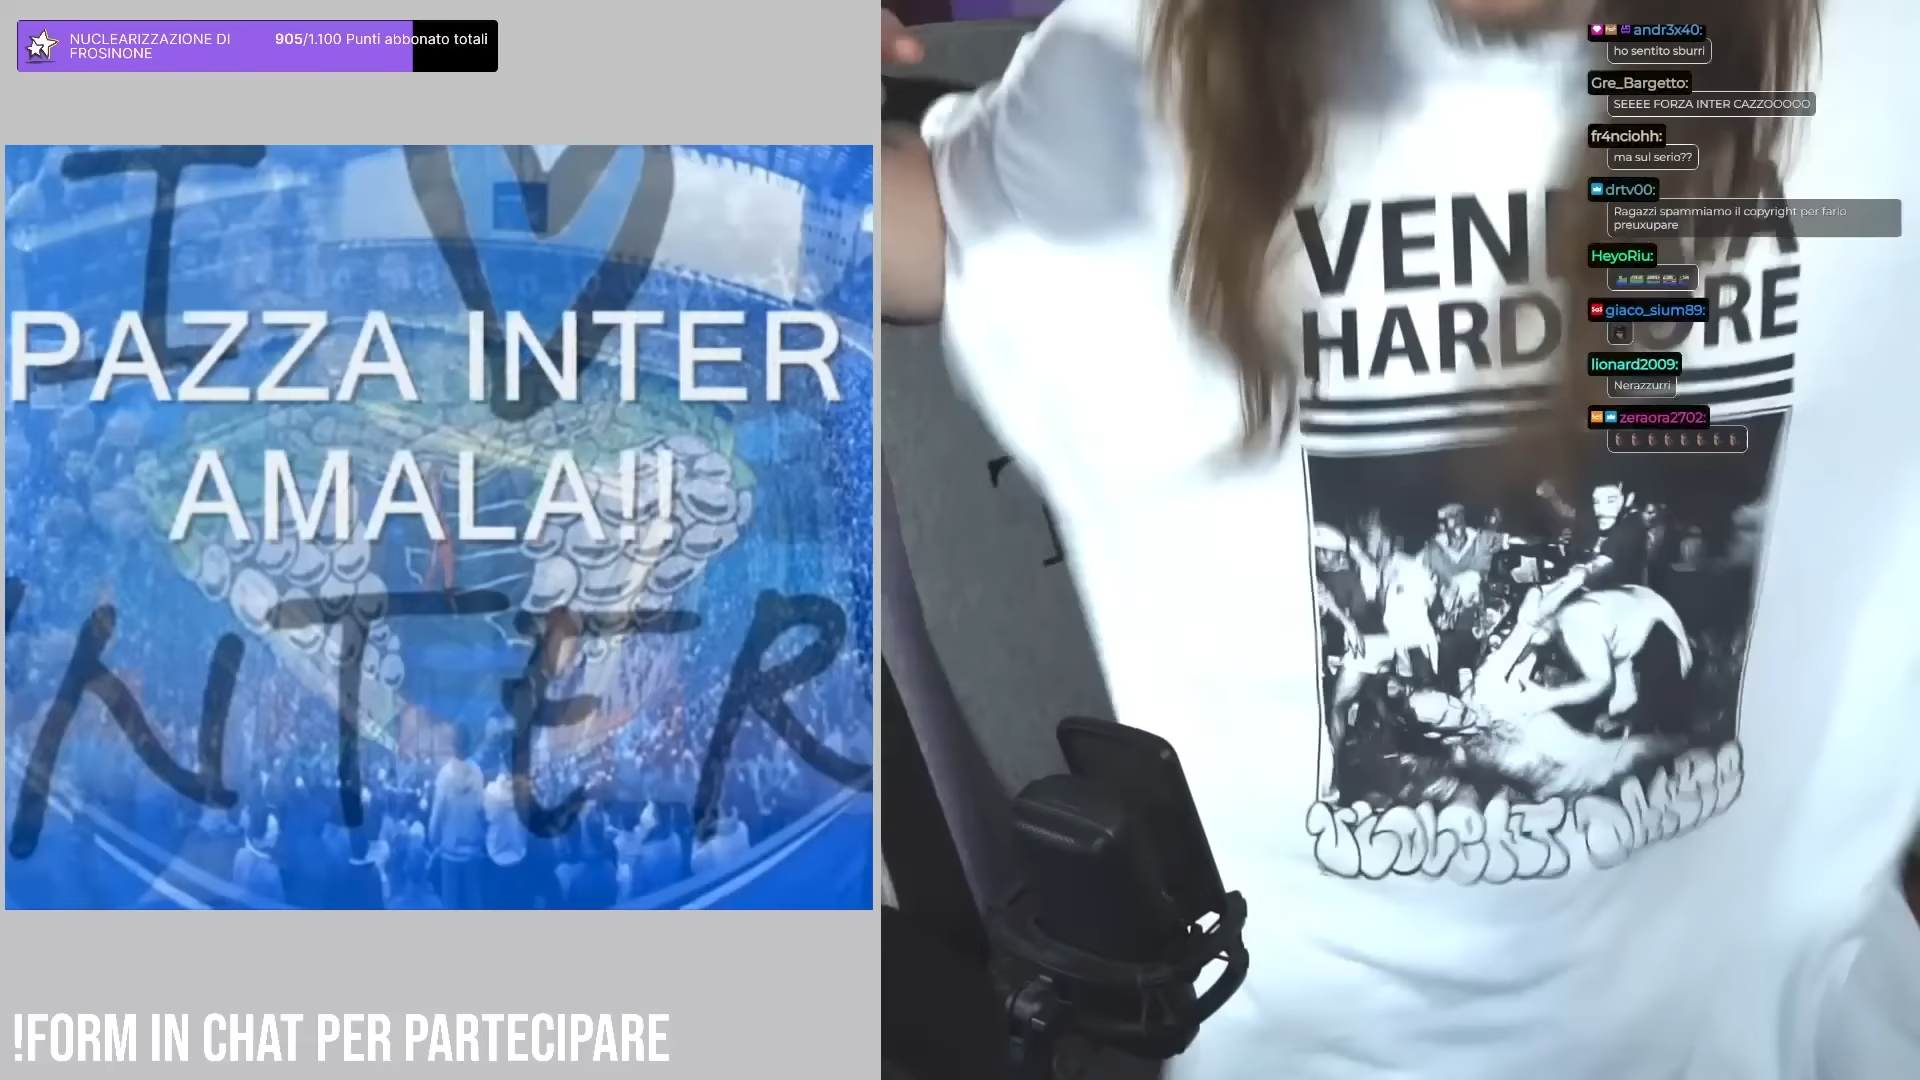 NUCLEARIZZAZIONE DI
FROSINONE
905/1.100 Punti abbonato totali
I
PAZZA INTER
AMALA!!
INTER
!FORM IN CHAT PER PARTECIPARE
HARD
VIOLENT
andr3x40:
ho sentito sburri
Gre_Bargetto:
SEEEE FORZA INTER CAZZOOOOO
fr4nciohh:
ma sul serio??
drtv00:
Ragazzi spammiamo il copyright per farlo
preuxupare
HeyoRiu:
giaco_sium89:
lionard2009:
Nerazzurri
zeraora2702: